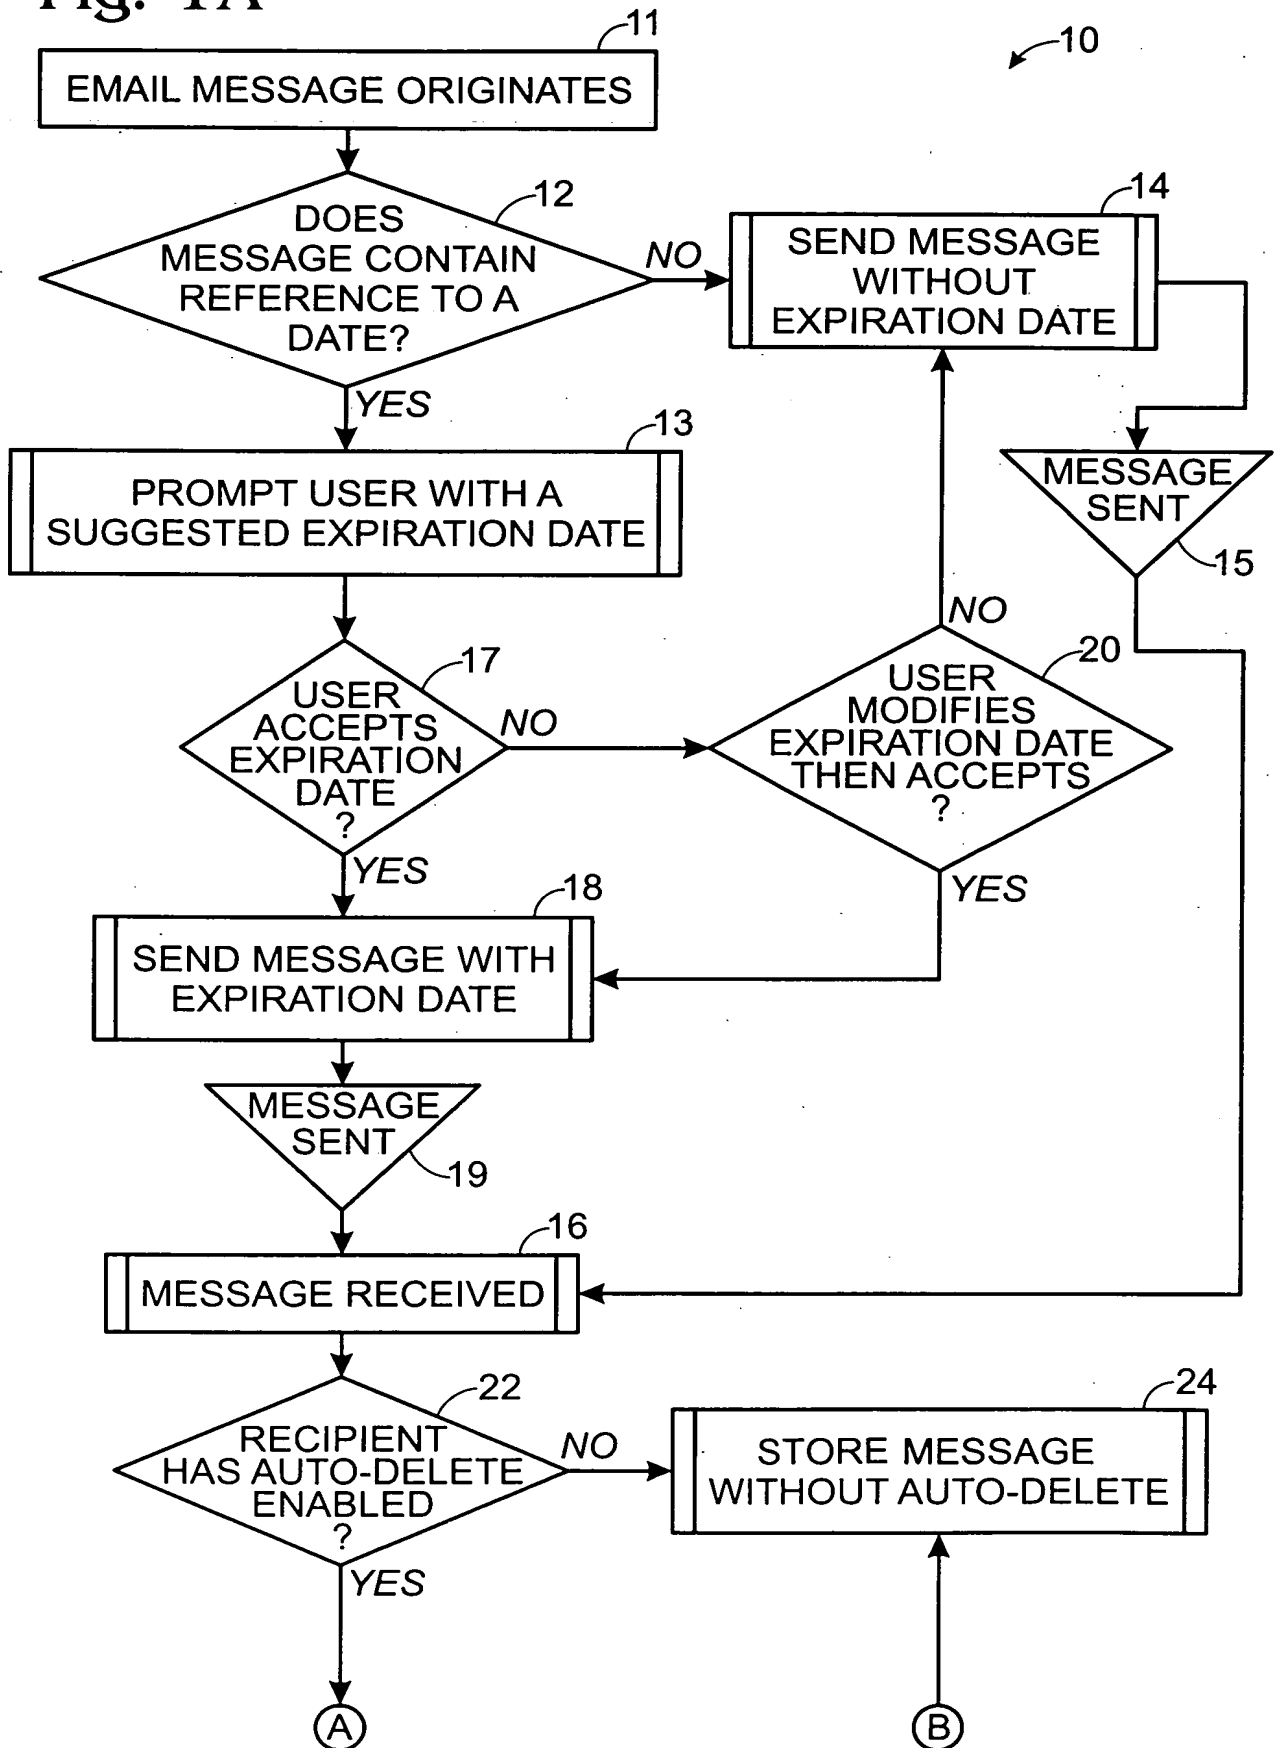 Fig. 1A
11
10
EMAIL MESSAGE ORIGINATES
12
DOES
MESSAGE CONTAIN
REFERENCE TO A
DATE?
NO
14
SEND MESSAGE
WITHOUT
EXPIRATION DATE
YES
13
PROMPT USER WITH A
SUGGESTED EXPIRATION DATE
MESSAGE
SENT
15
17
USER
ACCEPTS
EXPIRATION
DATE
?
NO
NO
20
USER
MODIFIES
EXPIRATION DATE
THEN ACCEPTS
?
YES
YES
18
SEND MESSAGE WITH
EXPIRATION DATE
MESSAGE
SENT
19
16
MESSAGE RECEIVED
22
RECIPIENT
HAS AUTO-DELETE
ENABLED
?
NO
24
STORE MESSAGE
WITHOUT AUTO-DELETE
YES
A
B